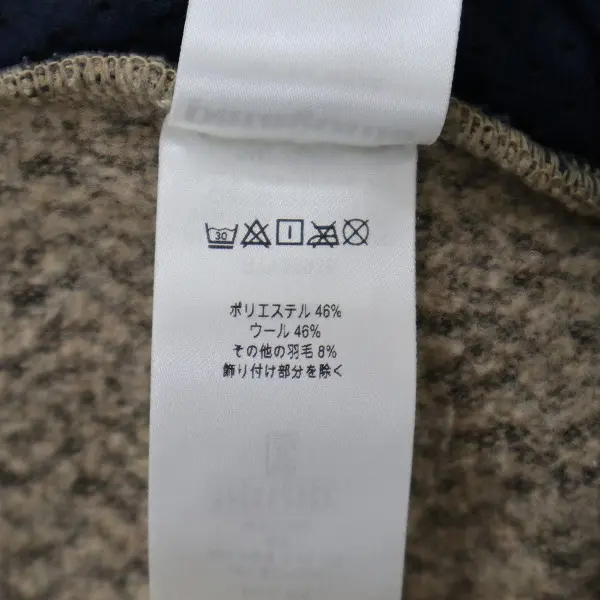 30
ポリエステル 46%
ウール 46%
その他の羽毛 8%
飾り付け部分を除く